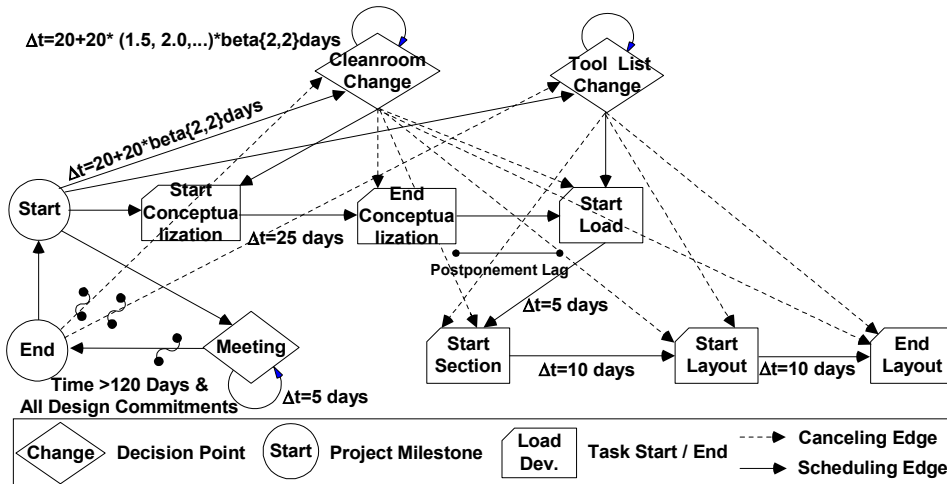 Δt=20+20* (1.5, 2.0,...)*beta{2,2}days
Cleanroom
Change
Tool List
Change
Δt=20+20*beta{2,2}days
Start
Start
Conceptua
lization
Δt=25 days
End
Conceptua
lization
Start
Load
Postponement Lag
Δt=5 days
End
Meeting
Start
Section
Δt=10 days
Start
Layout
Δt=10 days
End
Layout
Time >120 Days &
All Design Commitments
Δt=5 days
Change
Decision Point
Start
Project Milestone
Load
Dev.
Task Start / End
Canceling Edge
Scheduling Edge